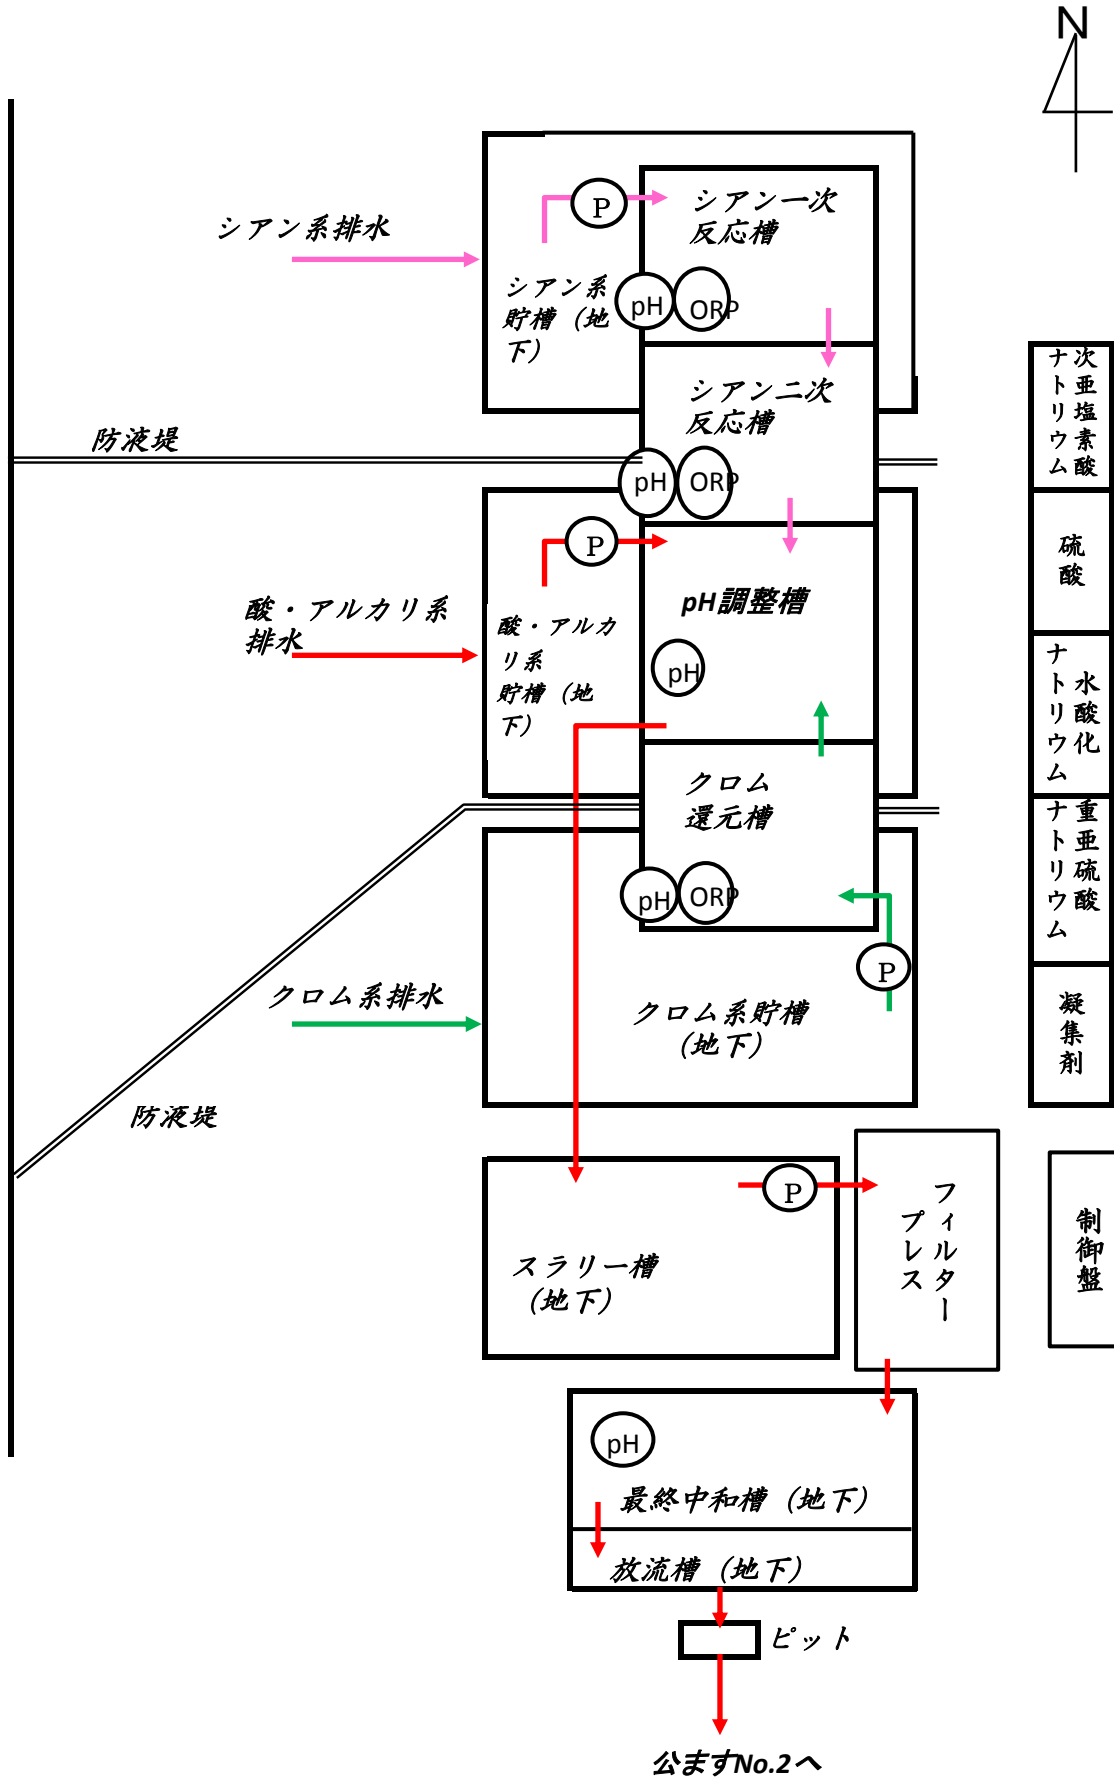 N
シアン系排水
P
シアン一次
反応槽
シアン系
貯槽（地
下）
pH
ORP
シアン二次
反応槽
pH
ORP
防液堤
次亜塩素酸
ナトリウム
硫酸
水酸化
ナトリウム
重亜硫酸
ナトリウム
凝集剤
P
酸・アルカリ系
排水
酸・アルカ
リ系
貯槽（地
下）
pH調整槽
pH
クロム
還元槽
pH
ORP
P
クロム系排水
クロム系貯槽
（地下）
防液堤
P
スラリー槽
（地下）
フィルター
プレス
制御盤
pH
最終中和槽（地下）
放流槽（地下）
ピット
公ますNo.2へ